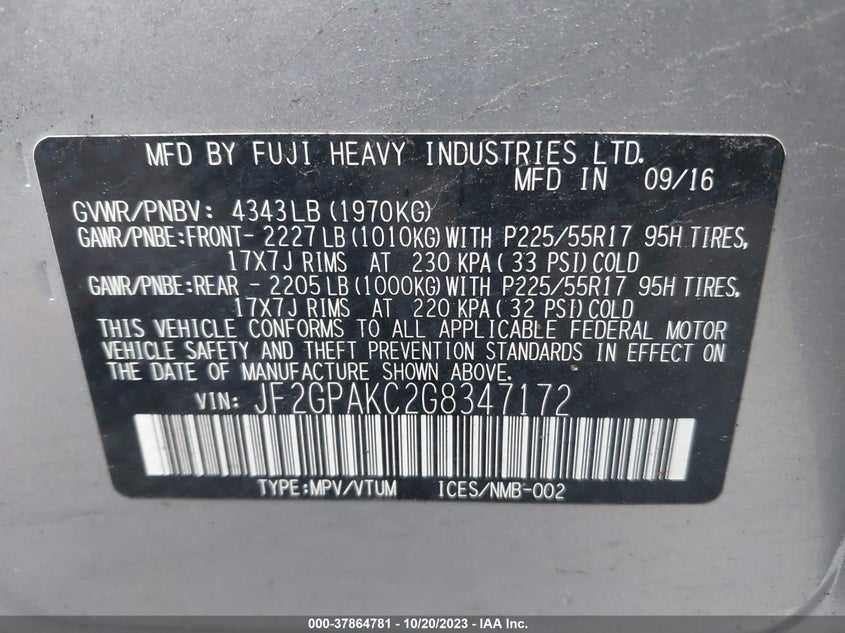 MFD BY FUJI HEAVY INDUSTRIES LTD.
MFD IN 09/16
GVWR/PNBV: 4343LB(1970KG)
GAWR/PNBE:FRONT- 2227LB(1010KG)WITH P225/55R17 95H TIRES,
17X7J RIMS AT 230 KPA(33 PSI)COLD
GAWR/PNBE:REAR - 2205LB(1000KG)WITH P225/55R17 95H TIRES,
17X7J RIMS AT 220 KPA(32 PSI)COLD
THIS VEHICLE CONFORMS TO ALL APPLICABLE FEDERAL MOTOR
VEHICLE SAFETY AND THEFT PREVENTION STANDARDS IN EFFECT ON
THE DATE OF MANUFACTURE SHOWN ABOVE.
VIN: JF2GPAKC2G8347172
TYPE:MPV/VTUM ICES/NMB-002
000-37864781 - 10/20/2023 - IAA Inc.